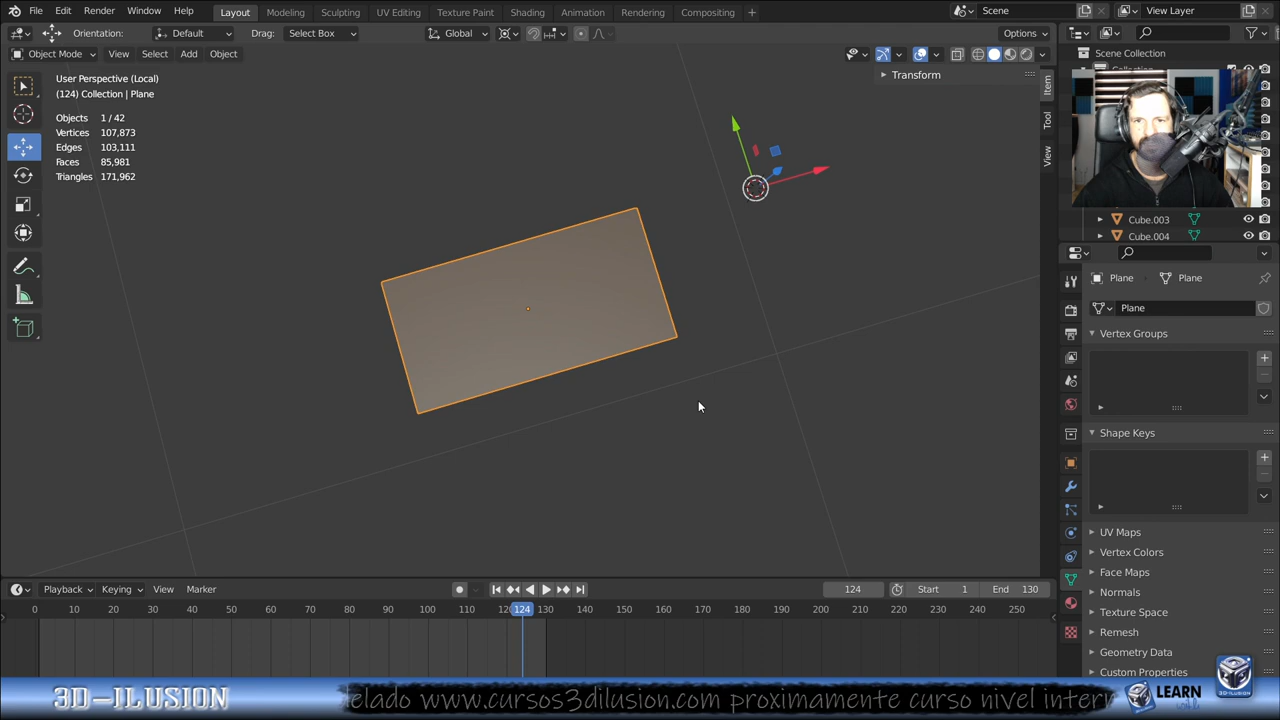 File Edit Render Window Help Layout Modeling Sculpting UV Editing Texture Paint Shading Animation Rendering Compositing + Scene View Layer
Orientation: Default Drag: Select Box Global Options
Object Mode View Select Add Object
User Perspective (Local)
(124) Collection | Plane
Objects 1 / 42
Vertices 107,873
Edges 103,111
Faces 85,981
Triangles 171,962
Transform
Item
Tool
View
Scene Collection
Cube.003
Cube.004
Plane Plane
Plane
Vertex Groups
Shape Keys
UV Maps
Vertex Colors
Face Maps
Normals
Texture Space
Remesh
Geometry Data
Custom Properties
Playback Keying View Marker 124 Start 1 End 130
0 10 20 30 40 50 60 70 80 90 100 110 124 130 140 150 160 170 180 190 200 210 220 230 240 250
3D-ILUSION elado www.cursos3dilusion.com proximamente curso nivel interv LEARN